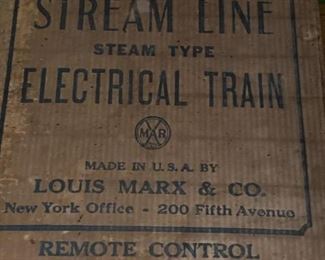 STREAM LINE
STEAM TYPE
ELECTRICAL TRAIN
MAR
MADE IN U.S.A. BY
LOUIS MARX & CO.
New York Office - 200 Fifth Avenue
REMOTE CONTROL